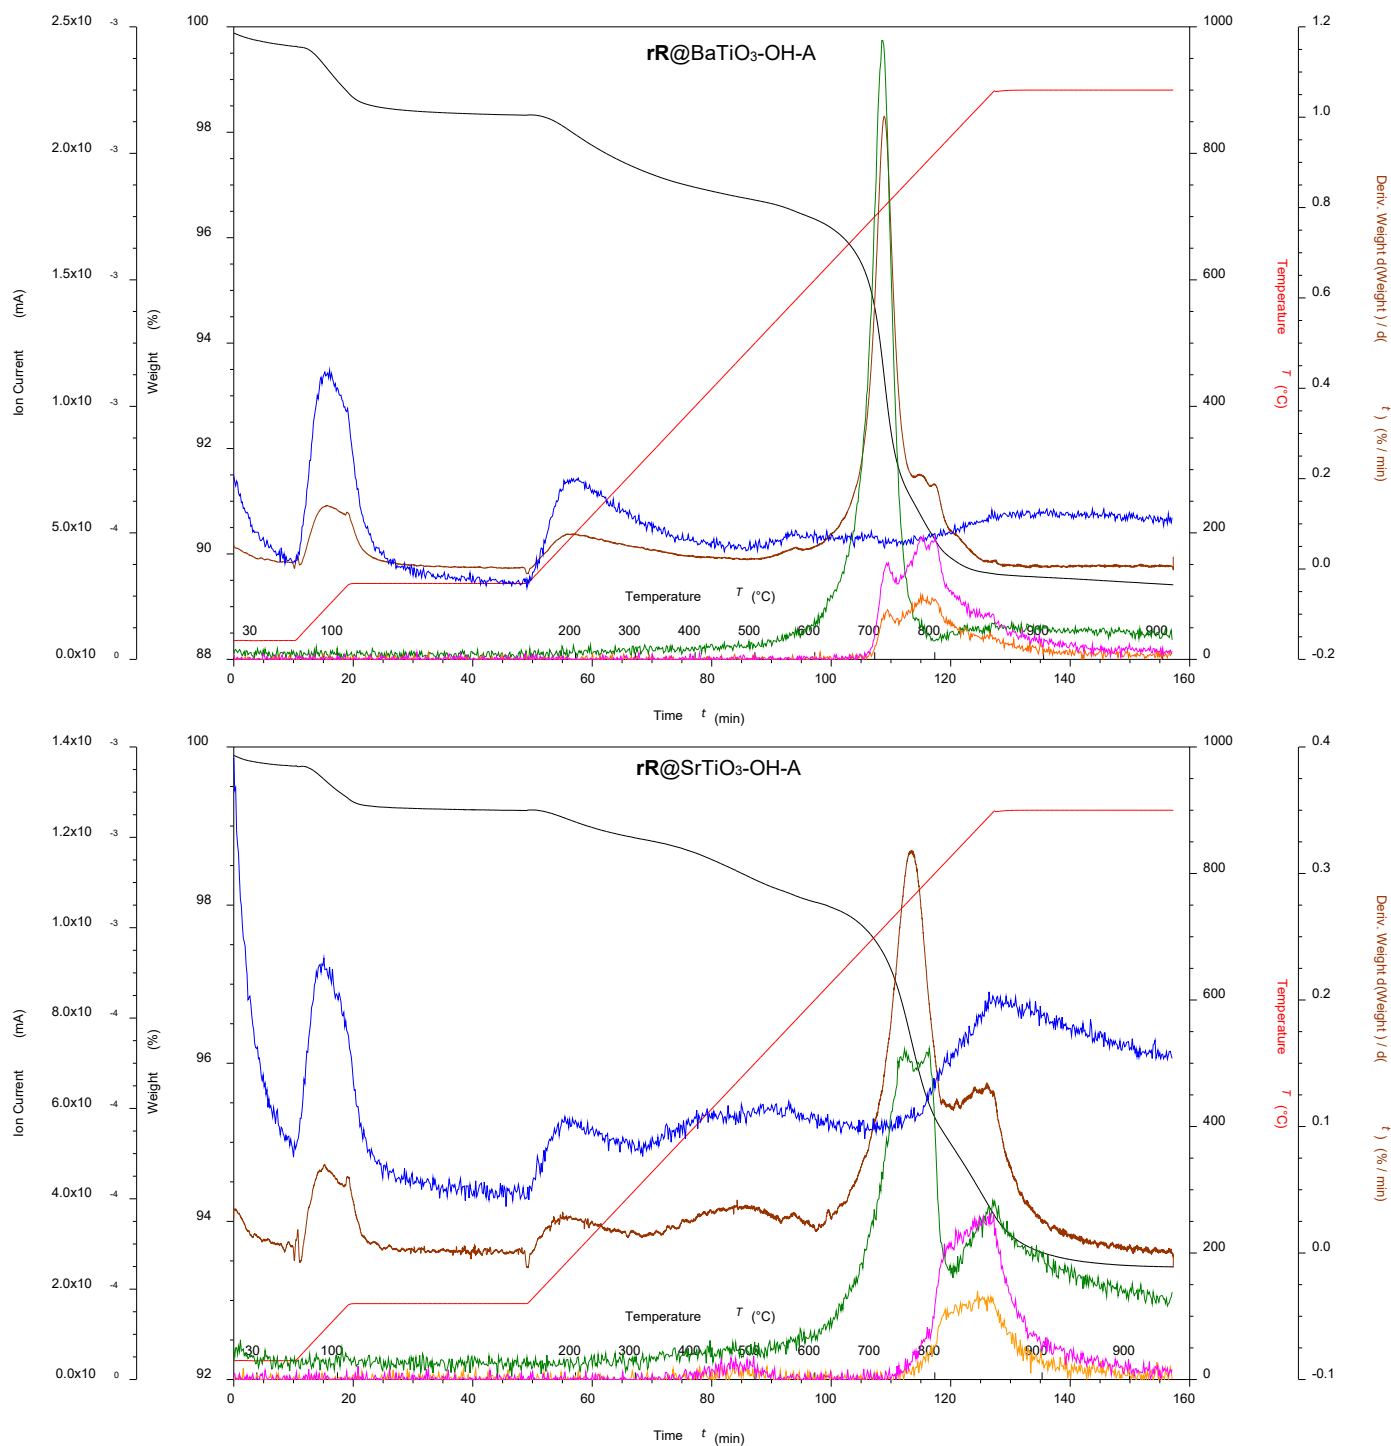 rR@BaTiO3-OH-A
2.5x10 -3
2.0x10 -3
1.5x10 -3
1.0x10 -3
5.0x10 -4
0.0x10 0
Ion Current (mA)
100
98
96
94
92
90
88
Weight (%)
1000
800
600
400
200
0
Temperature T (°C)
1.2
1.0
0.8
0.6
0.4
0.2
0.0
-0.2
Deriv. Weight d(Weight) / d( t ) (% / min)
Temperature T (°C)
30 100 200 300 400 500 600 700 800 900 900
0 20 40 60 80 100 120 140 160
Time t (min)
rR@SrTiO3-OH-A
1.4x10 -3
1.2x10 -3
1.0x10 -3
8.0x10 -4
6.0x10 -4
4.0x10 -4
2.0x10 -4
0.0x10 0
Ion Current (mA)
100
98
96
94
92
Weight (%)
1000
800
600
400
200
0
Temperature T (°C)
0.4
0.3
0.2
0.1
0.0
-0.1
Deriv. Weight d(Weight) / d( t ) (% / min)
Temperature T (°C)
30 100 200 300 400 500 600 700 800 900 900
0 20 40 60 80 100 120 140 160
Time t (min)